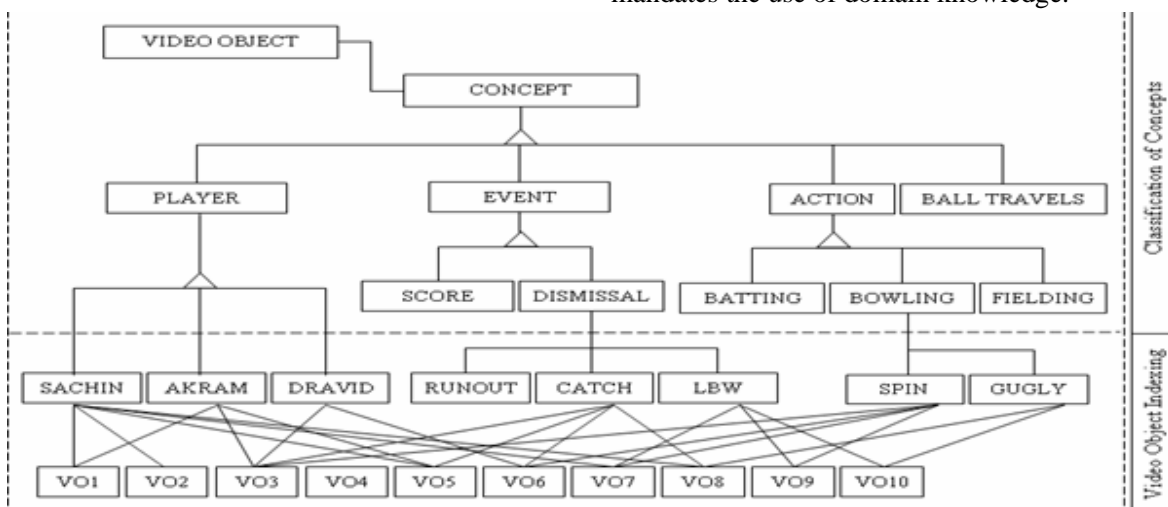 mandates the use of domain knowledge.
VIDEO OBJECT
CONCEPT
PLAYER EVENT ACTION BALL TRAVELS
SCORE DISMISSAL BATTING BOWLING FIELDING
SACHIN AKRAM DRAVID RUNOUT CATCH LBW SPIN GUGLY
VO1 VO2 VO3 VO4 VO5 VO6 VO7 VO8 VO9 VO10
Classification of Concepts
Video Object Indexing